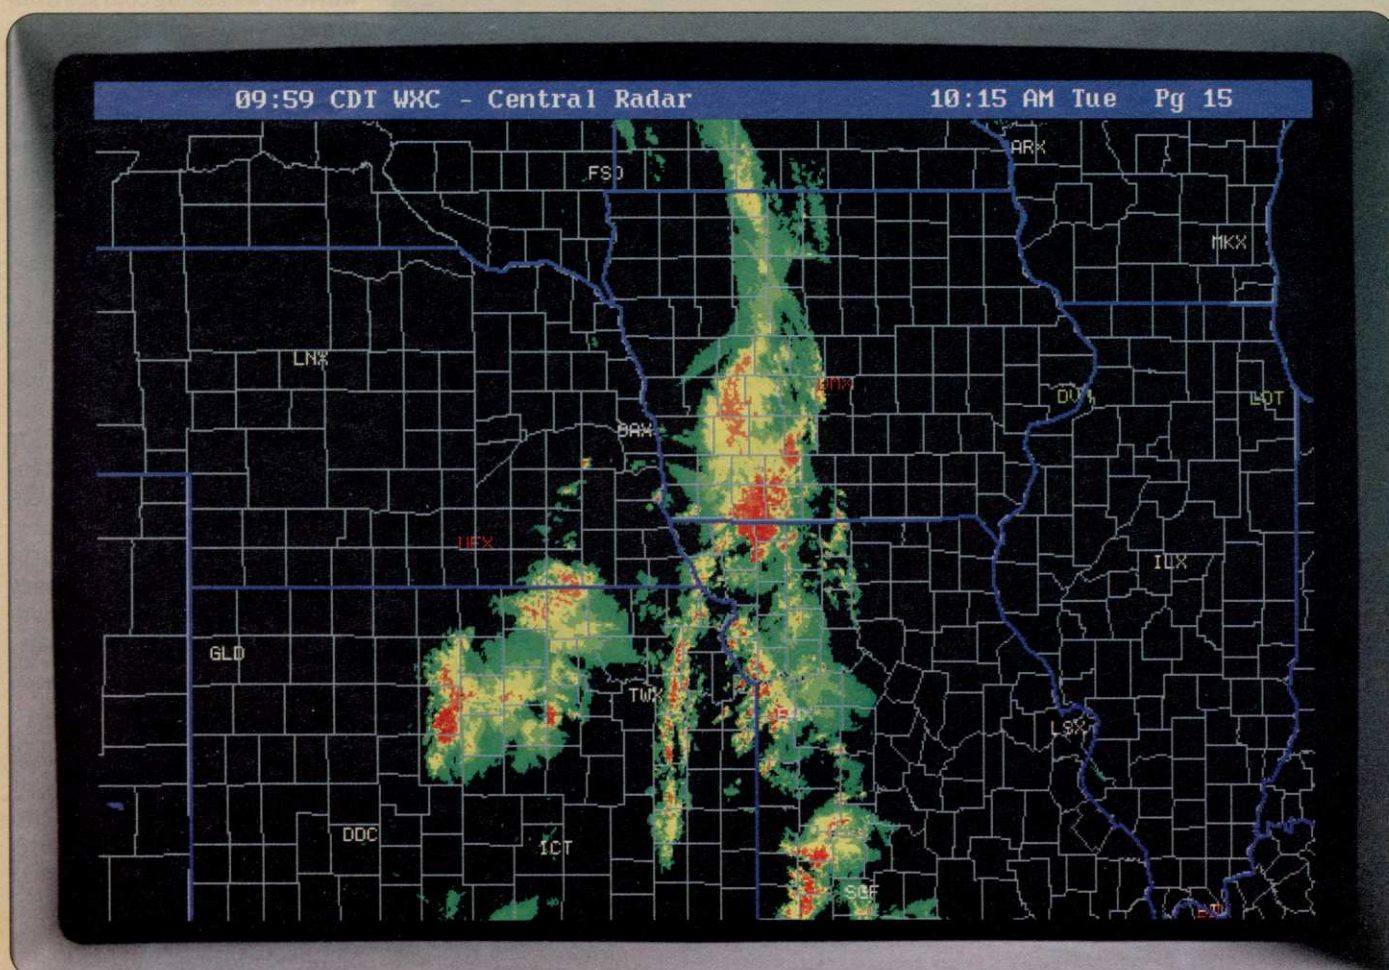 09:59 CDT WXC - Central Radar 10:15 AM Tue Pg 15
ARX
FSD
MKX
LNX
DMX
DVN
LOT
OAX
UEX
ILX
GLD
TWX
LSX
DDC
ICT
SGF